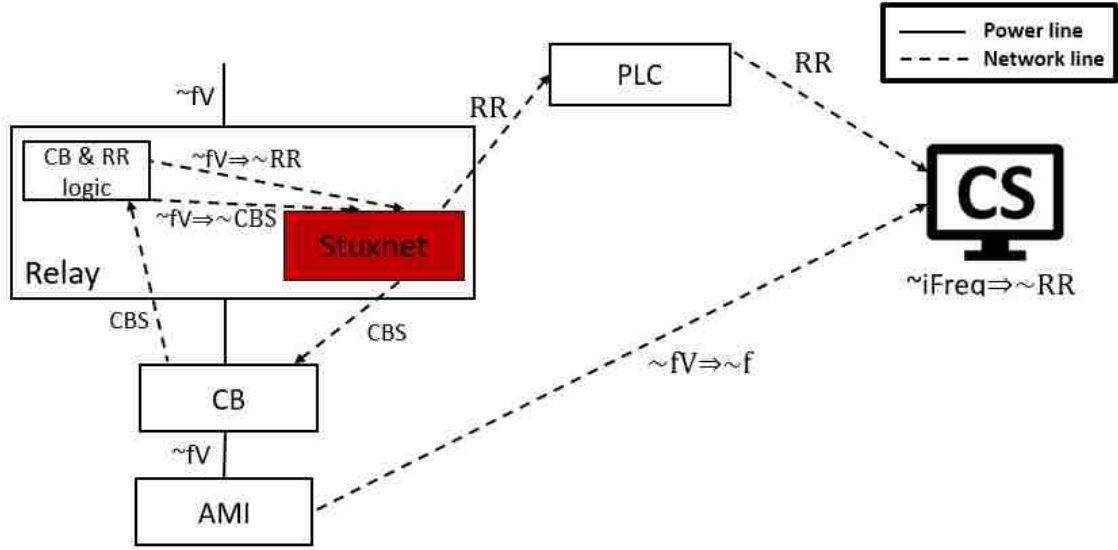 Power line
Network line
PLC
RR
RR
~fV
CB & RR
logic
~fV⇒~RR
~fV⇒~CBS
Stuxnet
Relay
CS
~iFreq⇒~RR
CBS
CBS
~fV⇒~f
CB
~fV
AMI